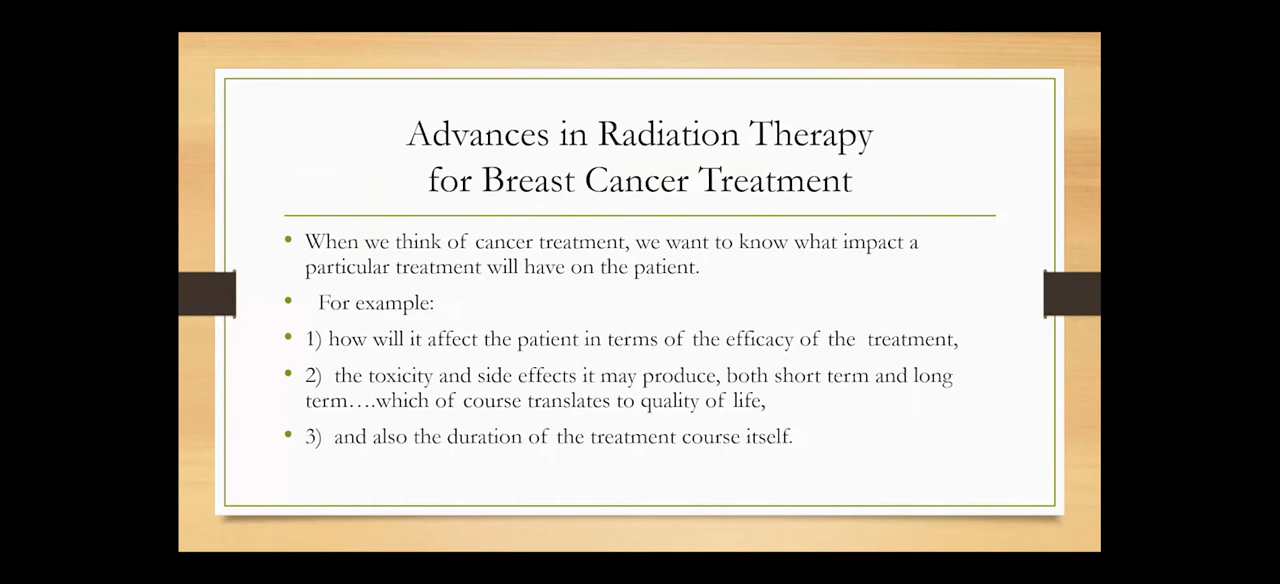 Advances in Radiation Therapy
for Breast Cancer Treatment
• When we think of cancer treatment, we want to know what impact a
particular treatment will have on the patient.
• For example:
• 1) how will it affect the patient in terms of the efficacy of the treatment,
• 2) the toxicity and side effects it may produce, both short term and long
term….which of course translates to quality of life,
• 3) and also the duration of the treatment course itself.